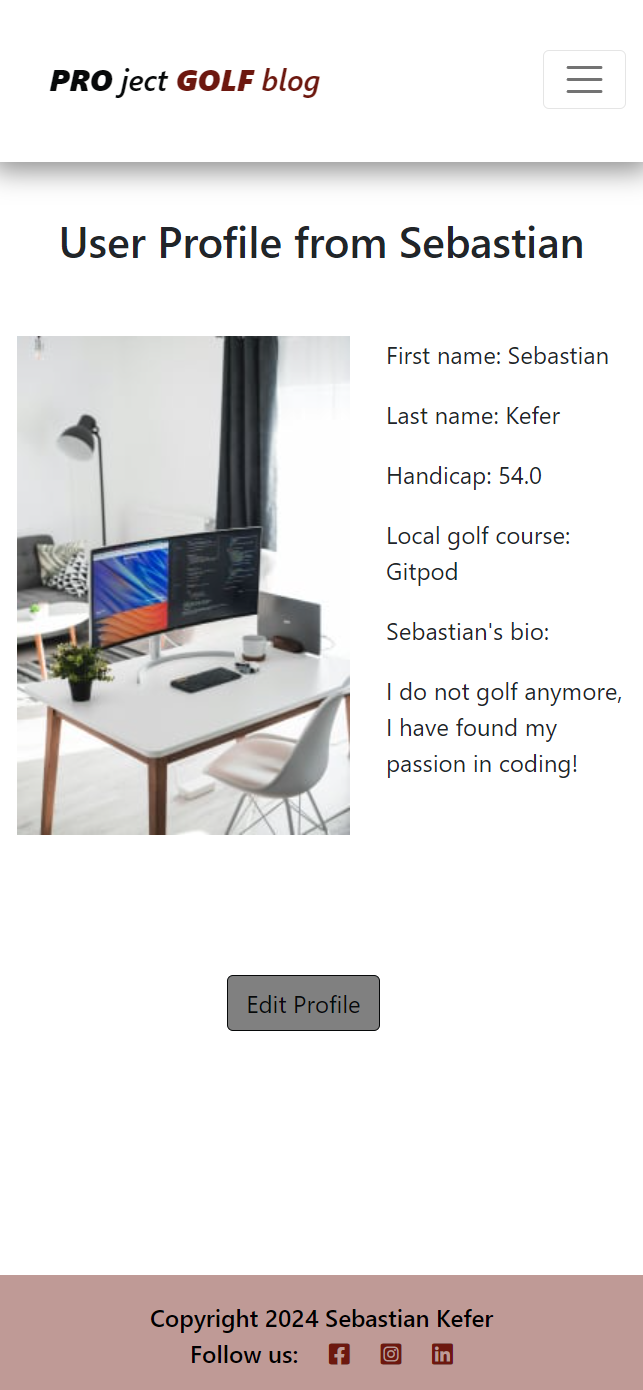 PRO ject GOLF blog
User Profile from Sebastian
First name: Sebastian
Last name: Kefer
Handicap: 54.0
Local golf course:
Gitpod
Sebastian's bio:
I do not golf anymore,
I have found my
passion in coding!
Edit Profile
Copyright 2024 Sebastian Kefer
Follow us: